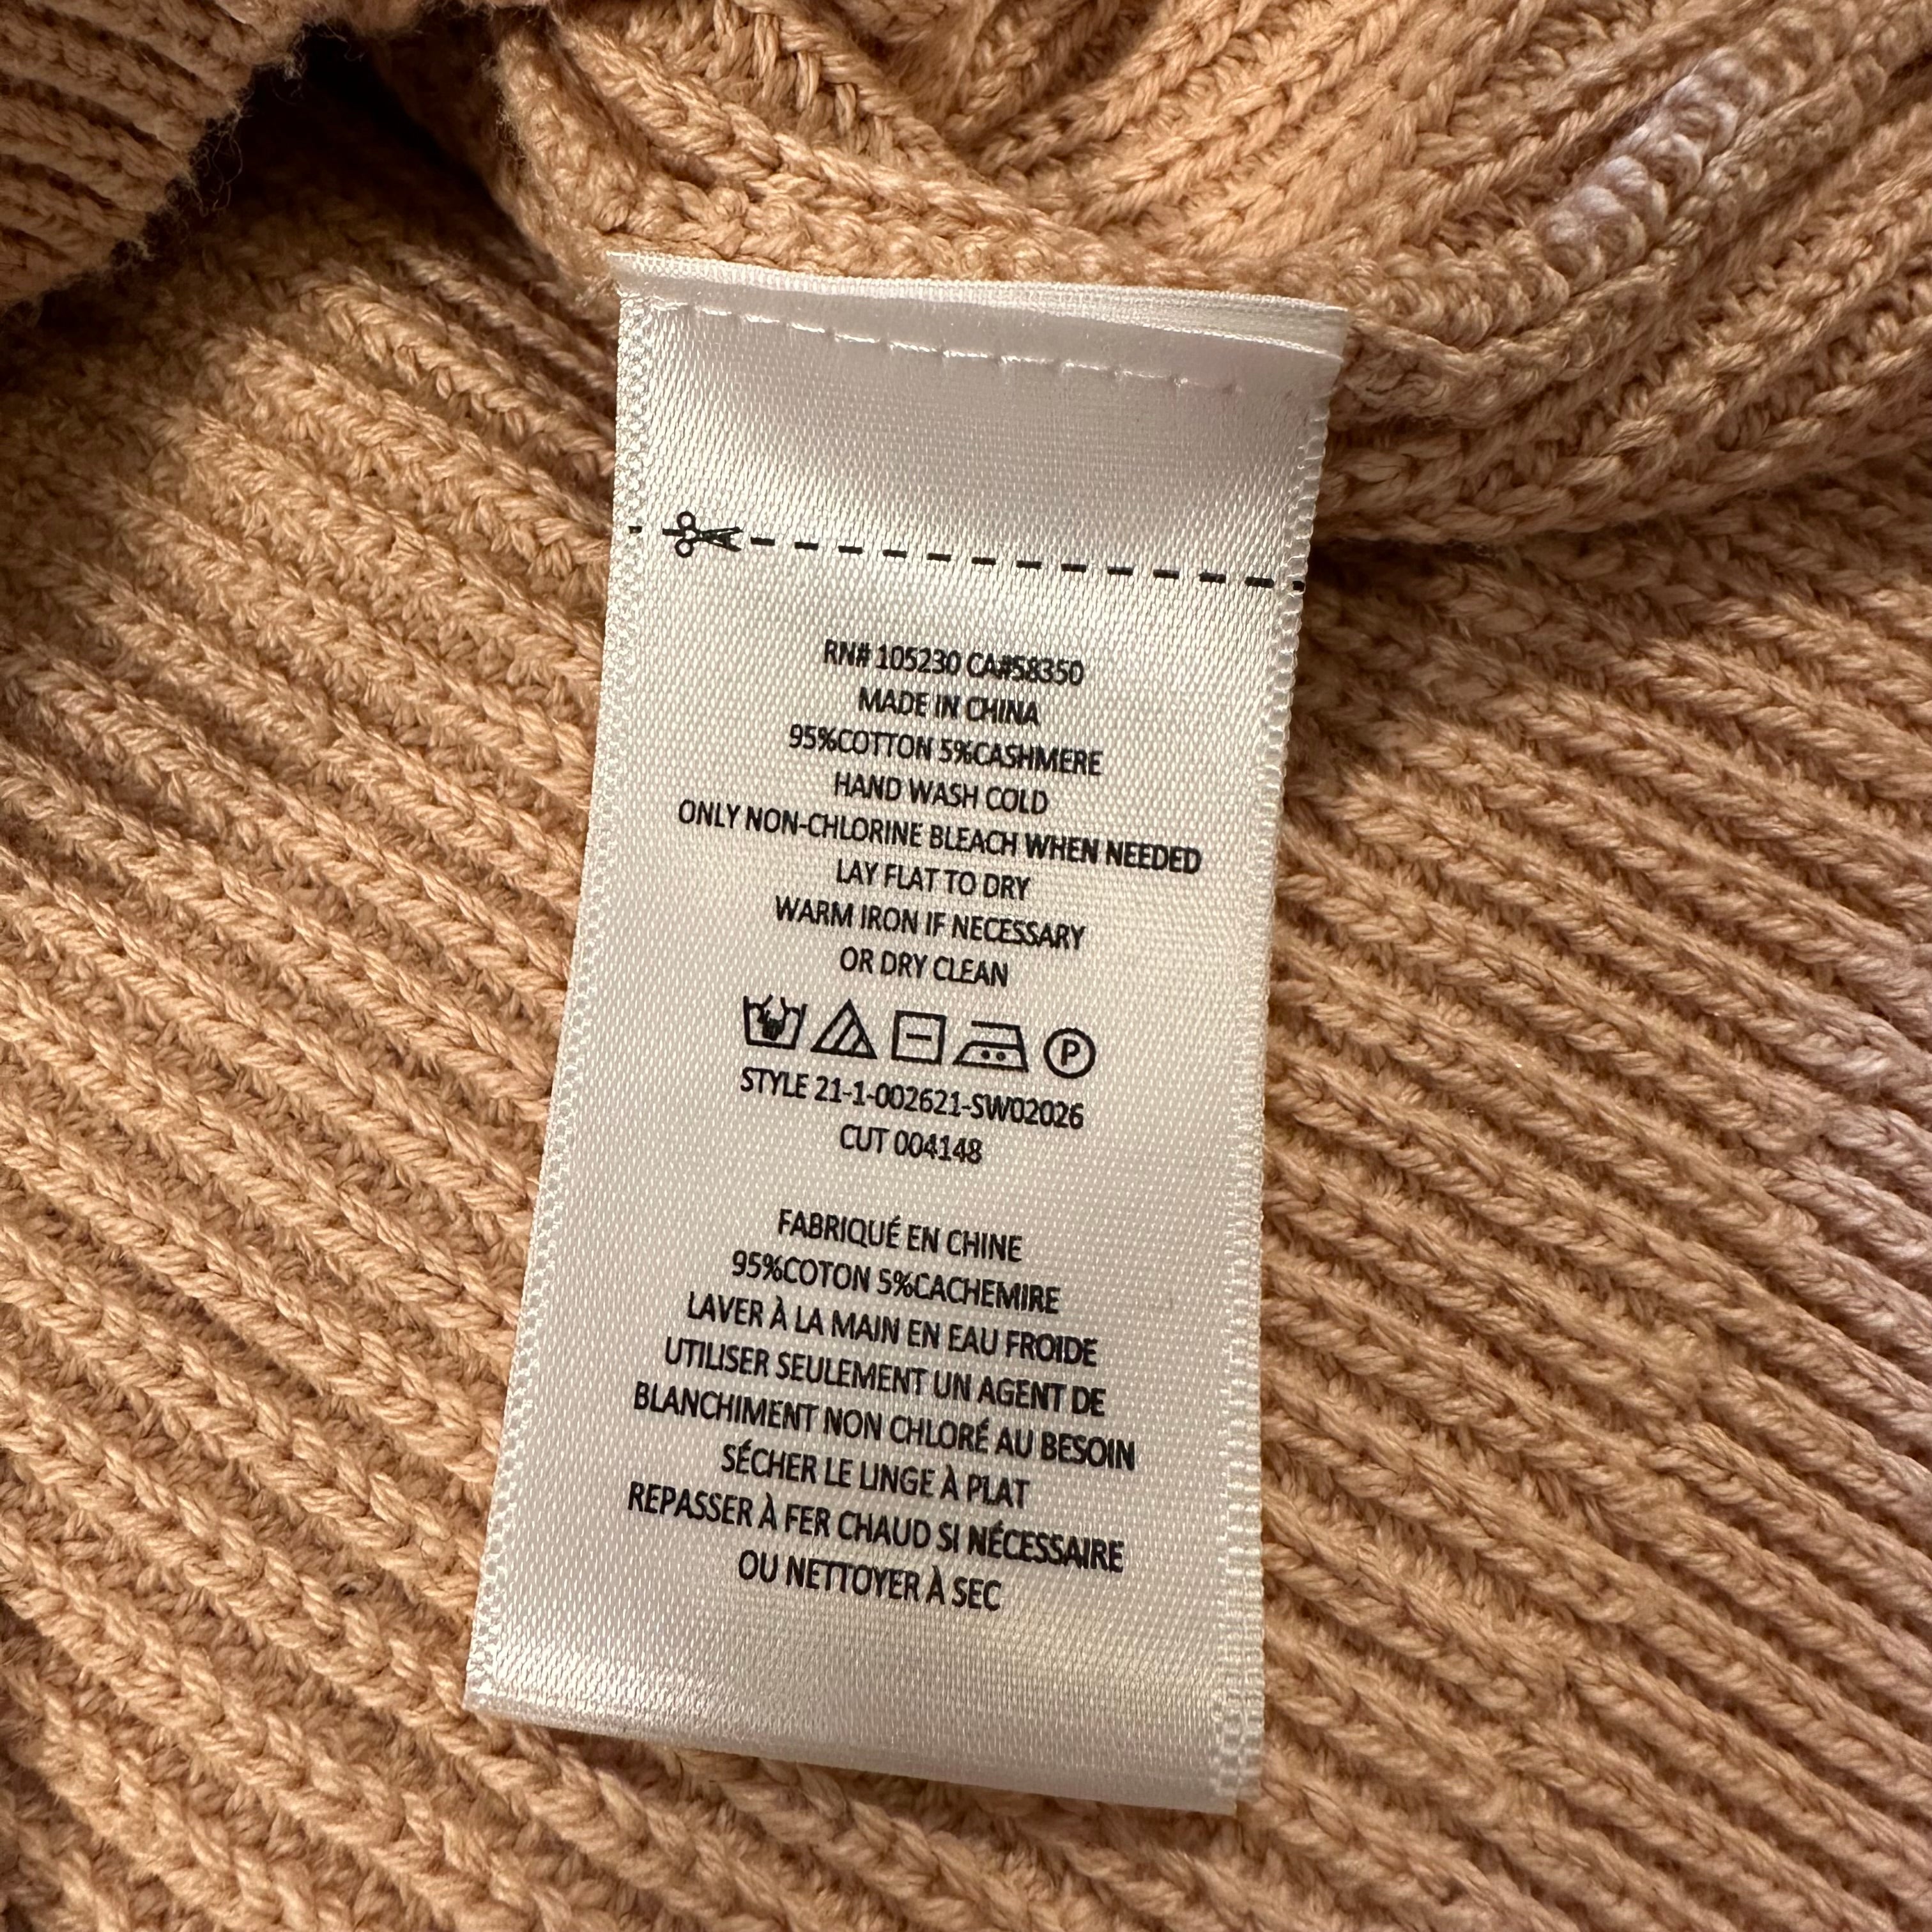 RN# 105230 CA#58350
MADE IN CHINA
95%COTTON 5%CASHMERE
HAND WASH COLD
ONLY NON-CHLORINE BLEACH WHEN NEEDED
LAY FLAT TO DRY
WARM IRON IF NECESSARY
OR DRY CLEAN
P
STYLE 21-1-002621-SW02026
CUT 004148
FABRIQUÉ EN CHINE
95%COTON 5%CACHEMIRE
LAVER À LA MAIN EN EAU FROIDE
UTILISER SEULEMENT UN AGENT DE
BLANCHIMENT NON CHLORÉ AU BESOIN
SÉCHER LE LINGE À PLAT
REPASSER À FER CHAUD SI NÉCESSAIRE
OU NETTOYER À SEC